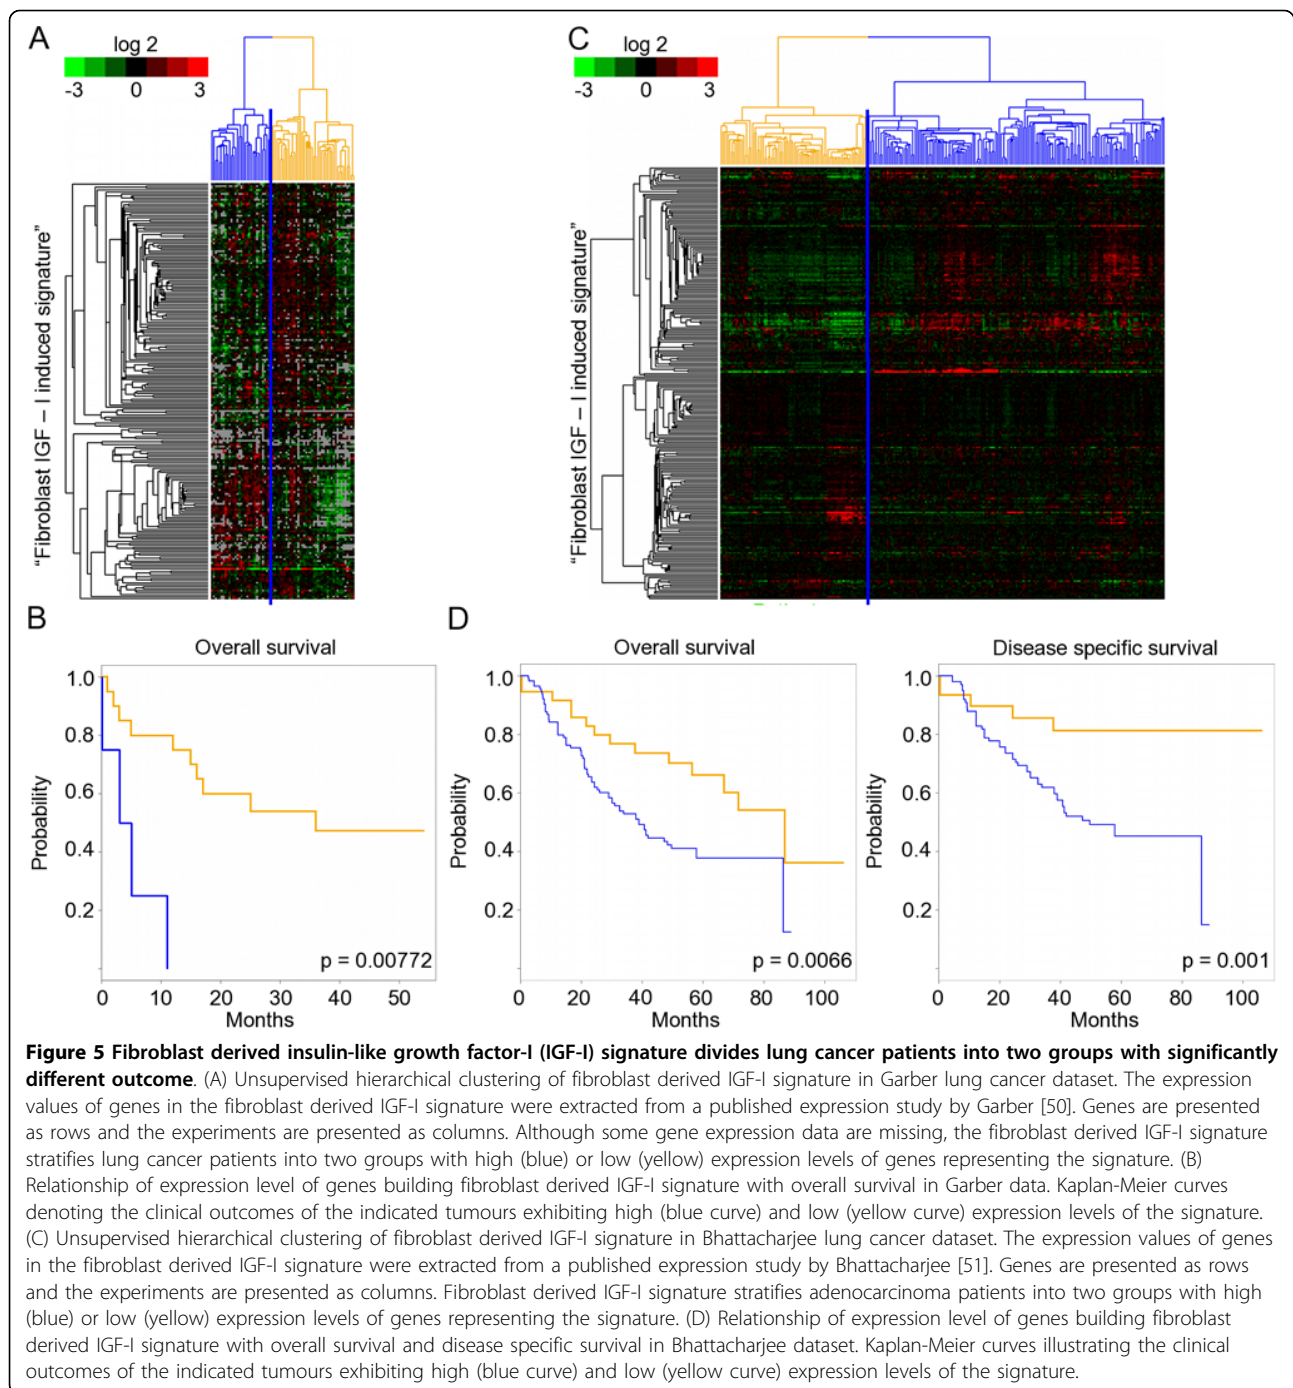 A
log 2
-3 0 3
"Fibroblast IGF – I induced signature"
C
log 2
-3 0 3
"Fibroblast IGF – I induced signature"
B
Overall survival
1.0
0.8
0.6
0.4
0.2
Probability
0 10 20 30 40 50
Months
p = 0.00772
D
Overall survival
1.0
0.8
0.6
0.4
0.2
Probability
0 20 40 60 80 100
Months
p = 0.0066
Disease specific survival
1.0
0.8
0.6
0.4
0.2
Probability
0 20 40 60 80 100
Months
p = 0.001
Figure 5 Fibroblast derived insulin-like growth factor-I (IGF-I) signature divides lung cancer patients into two groups with significantly
different outcome. (A) Unsupervised hierarchical clustering of fibroblast derived IGF-I signature in Garber lung cancer dataset. The expression
values of genes in the fibroblast derived IGF-I signature were extracted from a published expression study by Garber [50]. Genes are presented
as rows and the experiments are presented as columns. Although some gene expression data are missing, the fibroblast derived IGF-I signature
stratifies lung cancer patients into two groups with high (blue) or low (yellow) expression levels of genes representing the signature. (B)
Relationship of expression level of genes building fibroblast derived IGF-I signature with overall survival in Garber data. Kaplan-Meier curves
denoting the clinical outcomes of the indicated tumours exhibiting high (blue curve) and low (yellow curve) expression levels of the signature.
(C) Unsupervised hierarchical clustering of fibroblast derived IGF-I signature in Bhattacharjee lung cancer dataset. The expression values of genes
in the fibroblast derived IGF-I signature were extracted from a published expression study by Bhattacharjee [51]. Genes are presented as rows
and the experiments are presented as columns. Fibroblast derived IGF-I signature stratifies adenocarcinoma patients into two groups with high
(blue) or low (yellow) expression levels of genes representing the signature. (D) Relationship of expression level of genes building fibroblast
derived IGF-I signature with overall survival and disease specific survival in Bhattacharjee dataset. Kaplan-Meier curves illustrating the clinical
outcomes of the indicated tumours exhibiting high (blue curve) and low (yellow curve) expression levels of the signature.